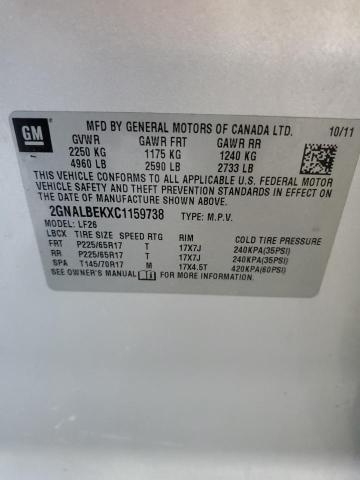 GM
MFD BY GENERAL MOTORS OF CANADA LTD. 10/11
GVWR GAWR FRT GAWR RR
2250 KG 1175 KG 1240 KG
4960 LB 2590 LB 2733 LB
THIS VEHICLE CONFORMS TO ALL APPLICABLE U.S. FEDERAL MOTOR
VEHICLE SAFETY, BUMPER, AND THEFT PREVENTION STANDARDS IN EFFECT ON
THE DATE OF MANUFACTURE SHOWN ABOVE.
2GNALBEKXC1159738 TYPE: M.P.V.
MODEL: LF26
LBCX TIRE SIZE SPEED RTG RIM COLD TIRE PRESSURE
FRT P225/65R17 T 17X7J 240KPA(35PSI)
RR P225/65R17 T 17X7J 240KPA(35PSI)
SPA T145/70R17 M 17X4.5T 420KPA(60PSI)
SEE OWNER'S MANUAL FOR MORE INFORMATION.